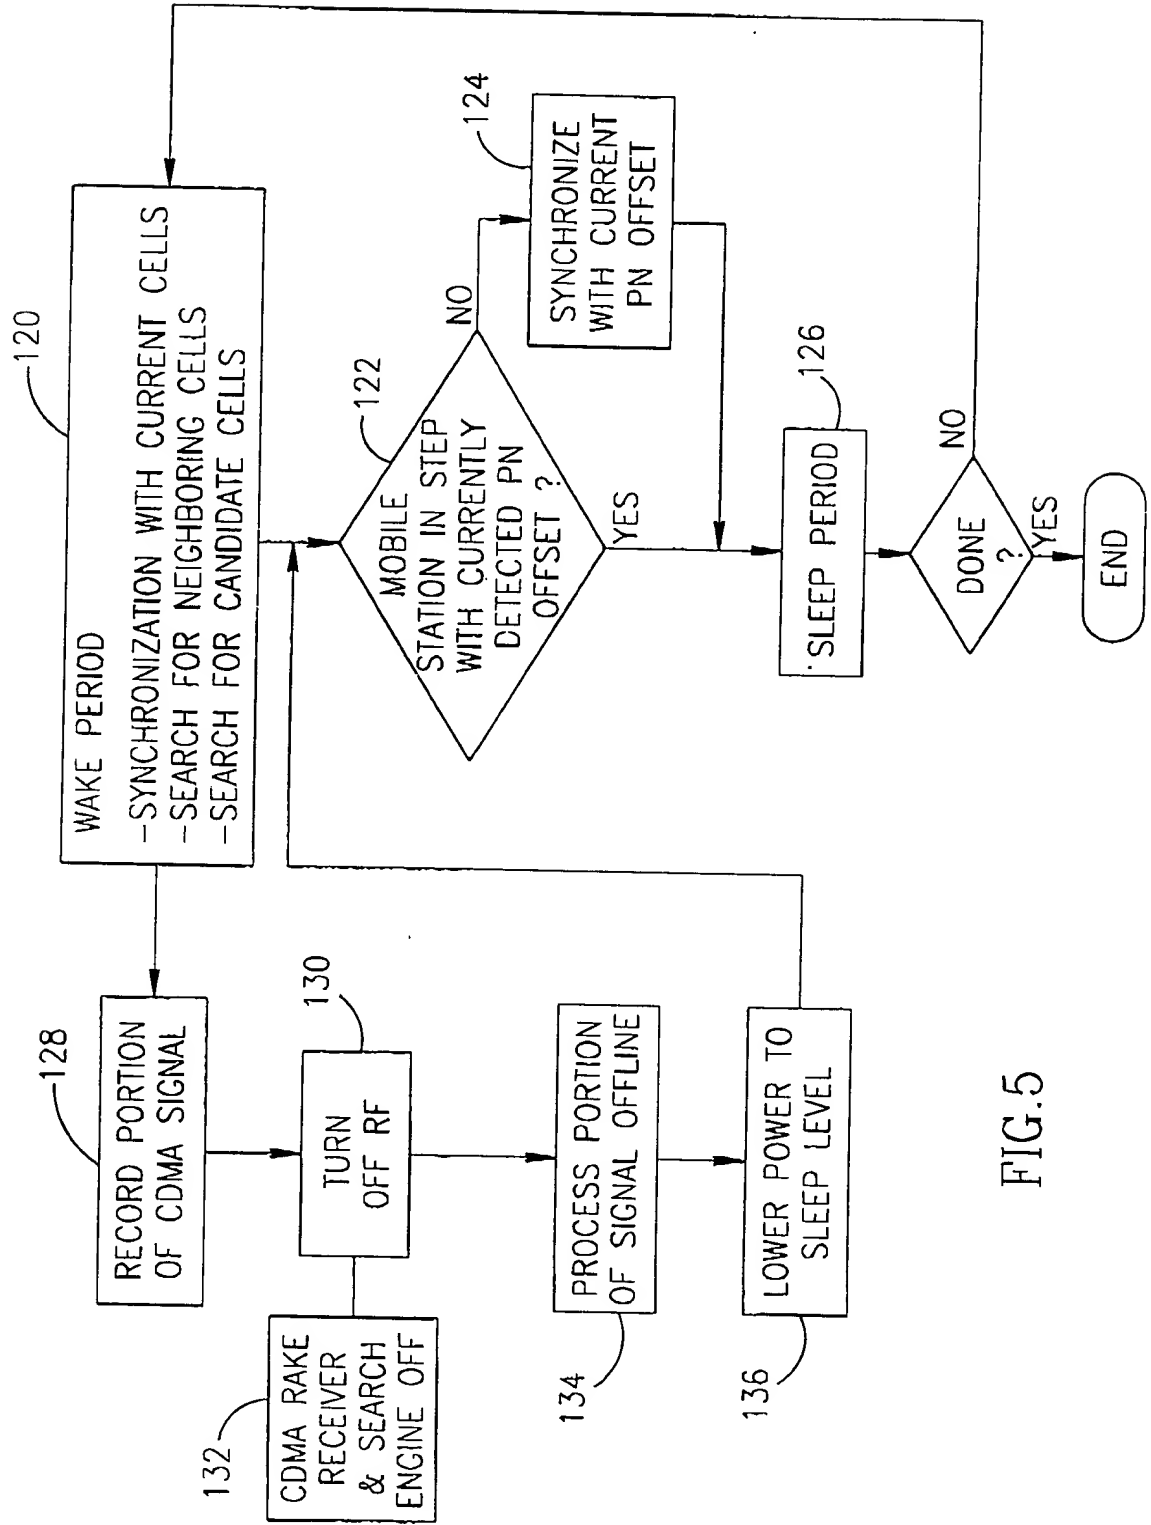 120
WAKE PERIOD
-SYNCHRONIZATION WITH CURRENT CELLS
-SEARCH FOR NEIGHBORING CELLS
-SEARCH FOR CANDIDATE CELLS
128
RECORD PORTION
OF CDMA SIGNAL
130
TURN
OFF RF
132
CDMA RAKE
RECEIVER
& SEARCH
ENGINE OFF
134
PROCESS PORTION
OF SIGNAL OFFLINE
136
LOWER POWER TO
SLEEP LEVEL
122
MOBILE
STATION IN STEP
WITH CURRENTLY
DETECTED PN
OFFSET ?
NO
YES
124
SYNCHRONIZE
WITH CURRENT
PN OFFSET
126
SLEEP PERIOD
DONE
?
NO
YES
END
FIG.5